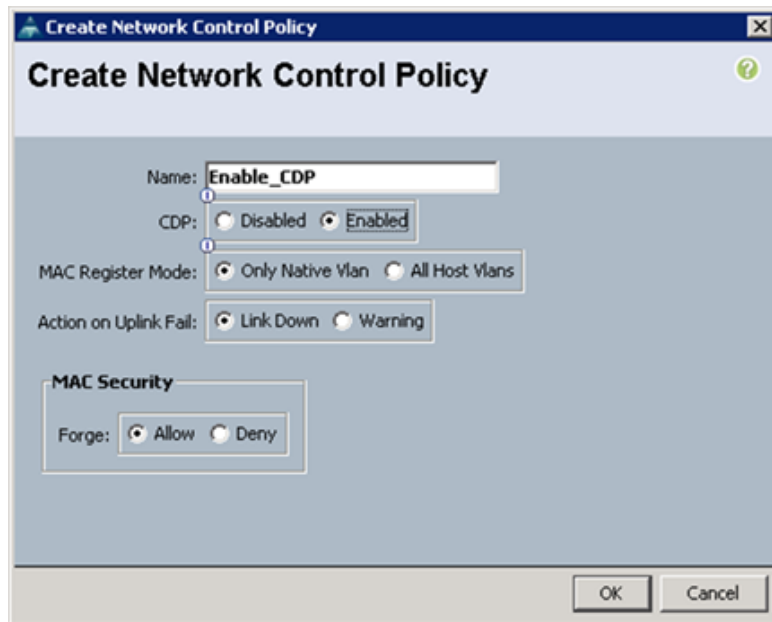 Create Network Control Policy
Create Network Control Policy
Name: Enable_CDP
CDP: Disabled Enabled
MAC Register Mode: Only Native Vlan All Host Vlans
Action on Uplink Fail: Link Down Warning
MAC Security
Forge: Allow Deny
OK Cancel